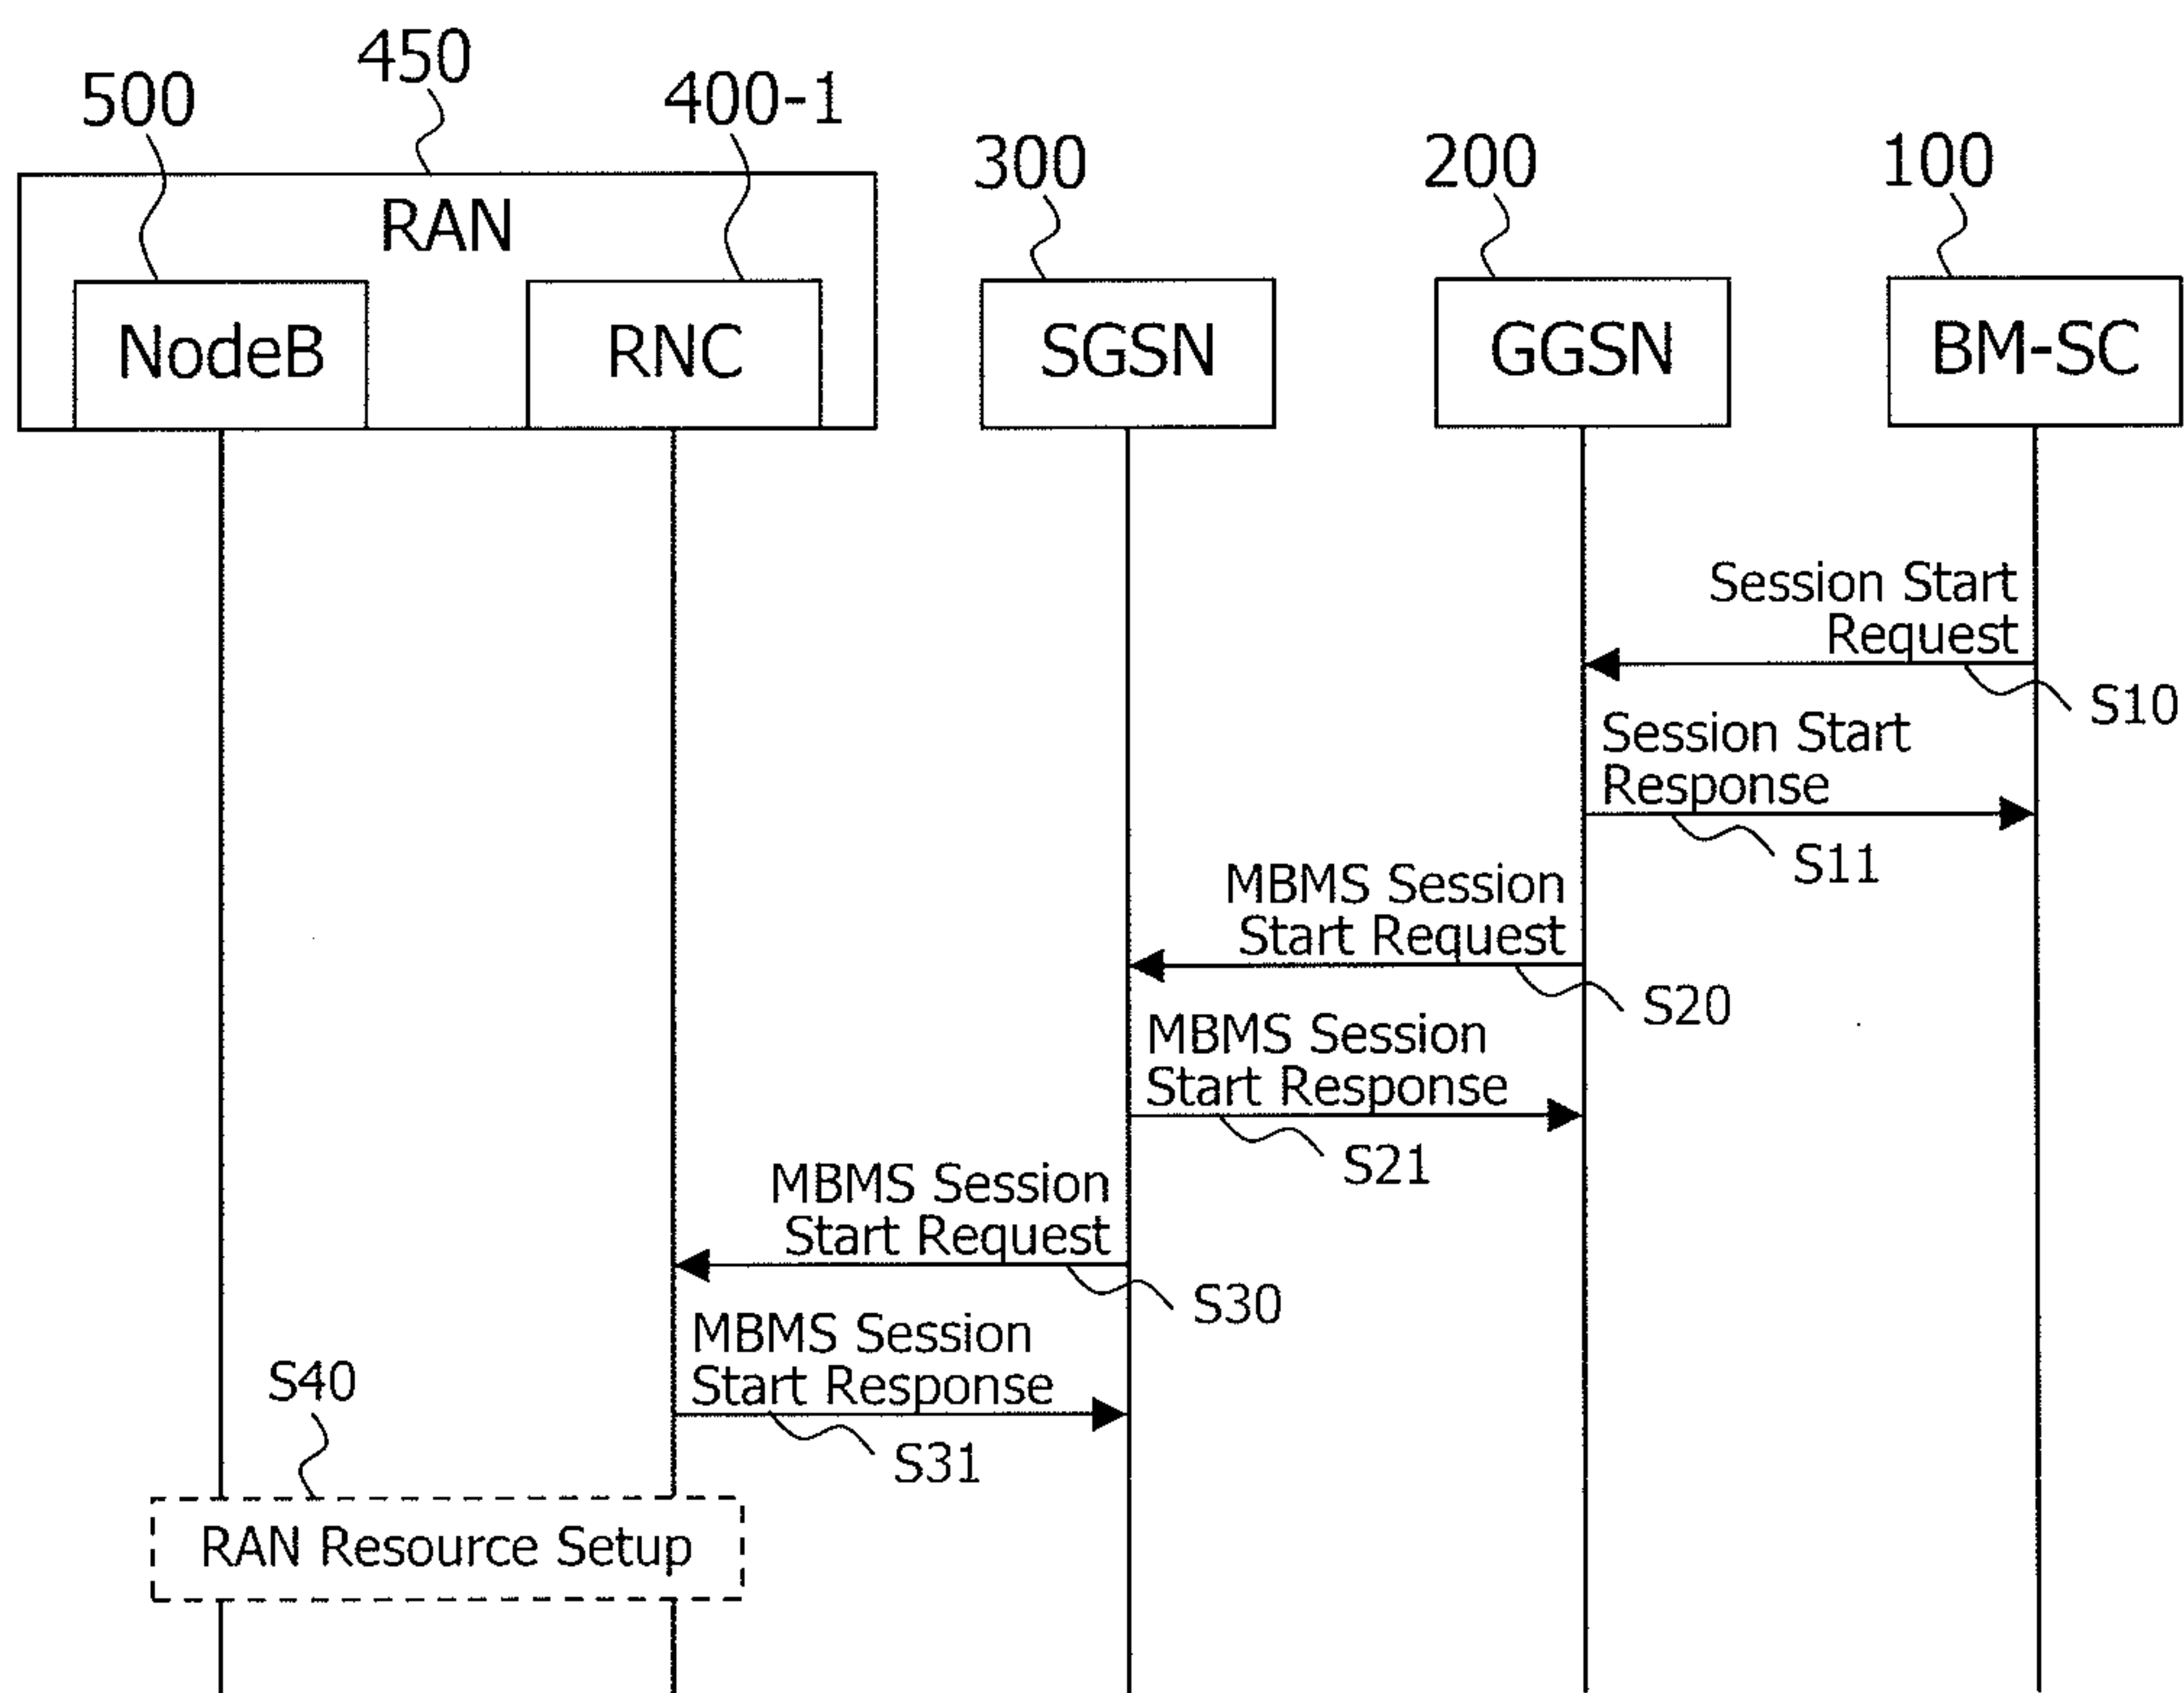 450
500
400-1
300
200
100
RAN
NodeB
RNC
SGSN
GGSN
BM-SC
Session Start
Request
S10
Session Start
Response
S11
MBMS Session
Start Request
S20
MBMS Session
Start Response
S21
MBMS Session
Start Request
S30
MBMS Session
Start Response
S31
S40
RAN Resource Setup